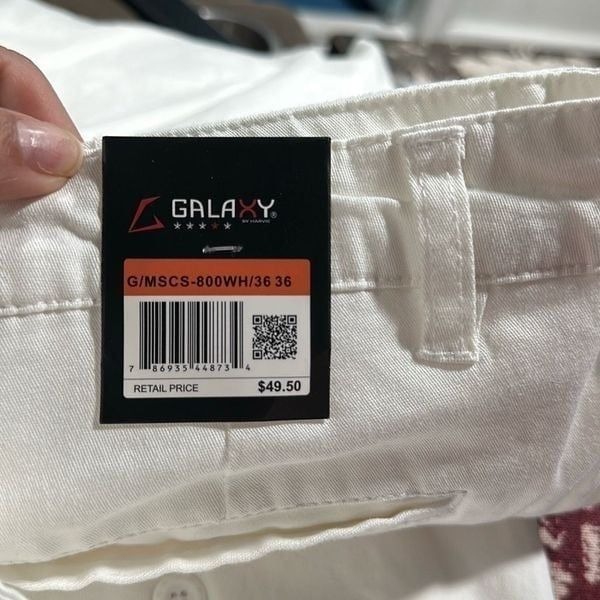 GALAXY®
BY HARVIC
G/MSCS-800WH/36 36
7 86935 44873 4
RETAIL PRICE $49.50